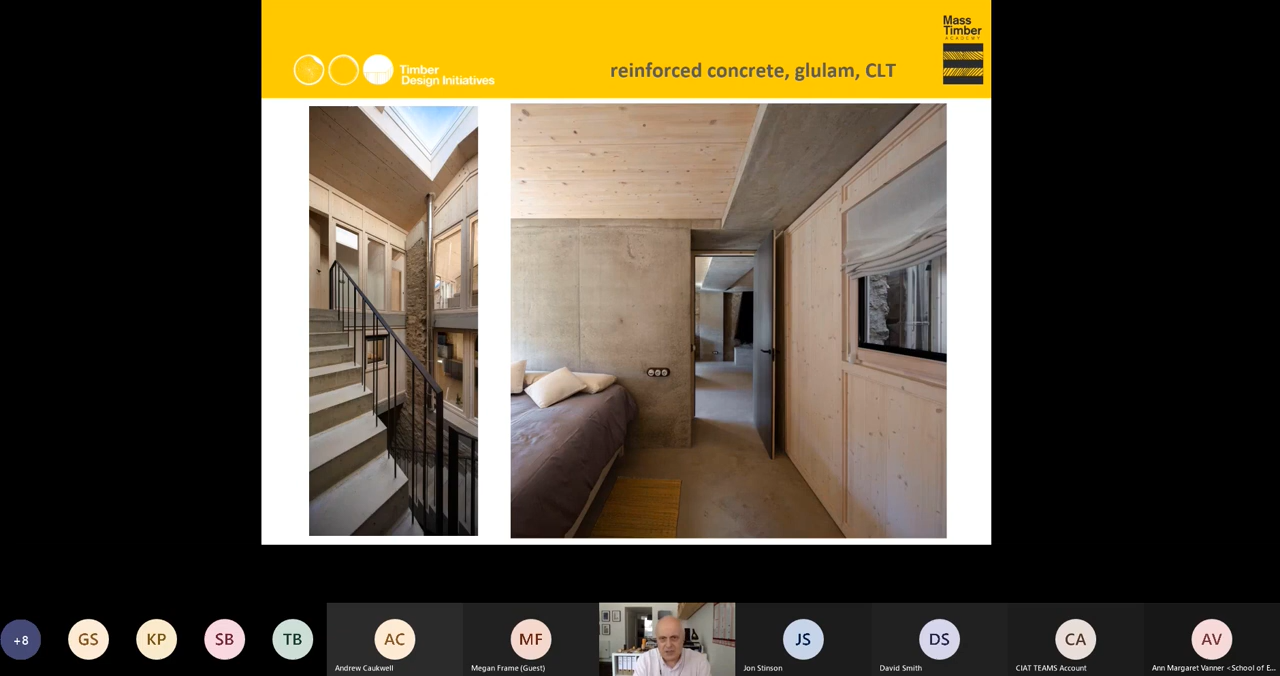 Mass
Timber
ACADEMY
Timber
Design Initiatives
reinforced concrete, glulam, CLT
+8
GS
KP
SB
TB
AC
Andrew Caukwell
MF
Megan Frame (Guest)
JS
Jon Stinson
DS
David Smith
CA
CIAT TEAMS Account
AV
Ann Margaret Vanner <School of E...